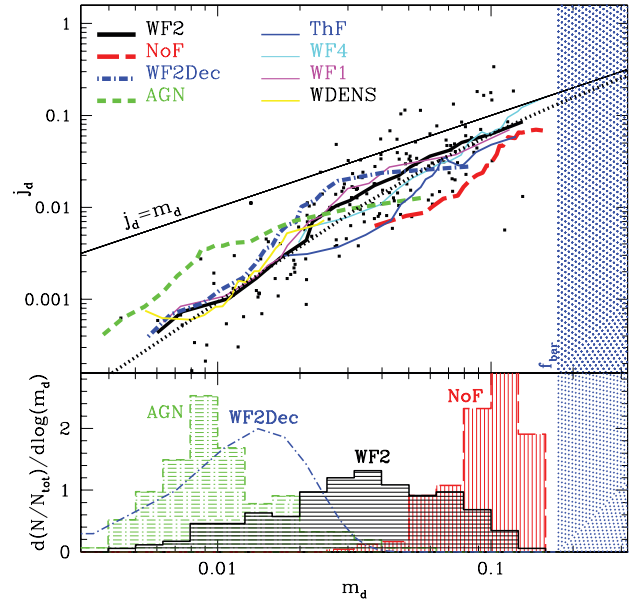 1
0.1
0.01
0.001
j_d
WF2
NoF
WF2Dec
AGN
ThF
WF4
WF1
WDENS
j_d=m_d
f_bar
2
1
0
d(N/N_tot)/dlog(m_d)
AGN
WF2Dec
WF2
NoF
0.01
0.1
m_d